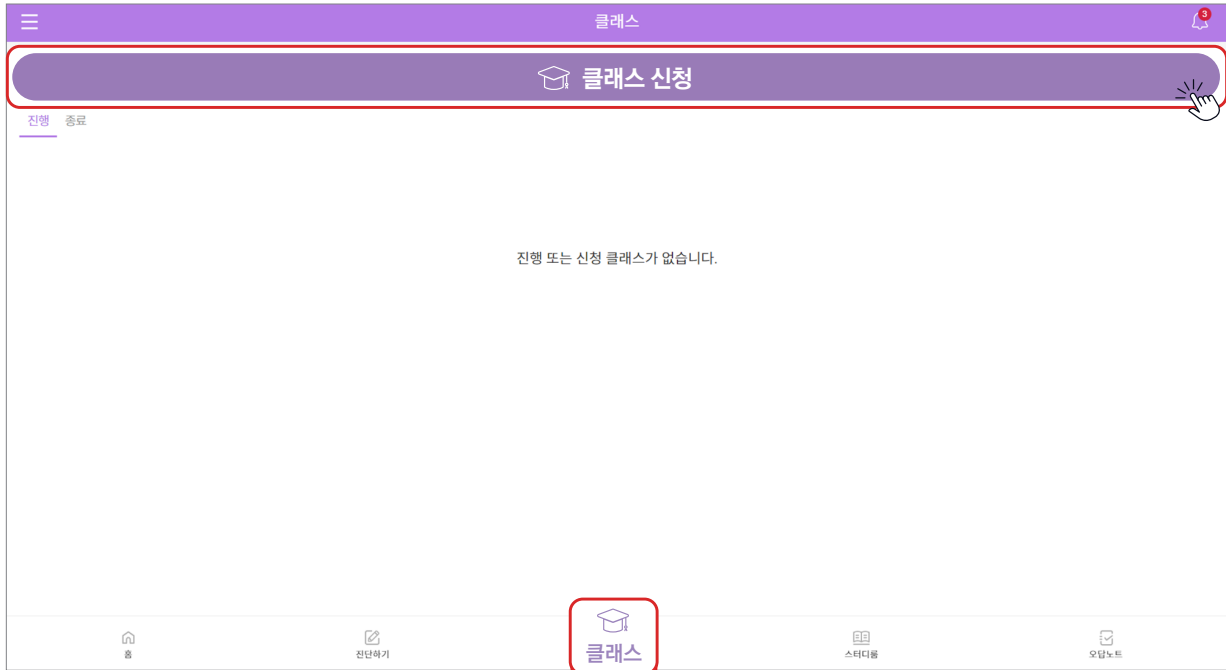 클래스
3
클래스 신청
진행 종료
진행 또는 신청 클래스가 없습니다.
홈 진단하기 클래스 스터디룸 오답노트